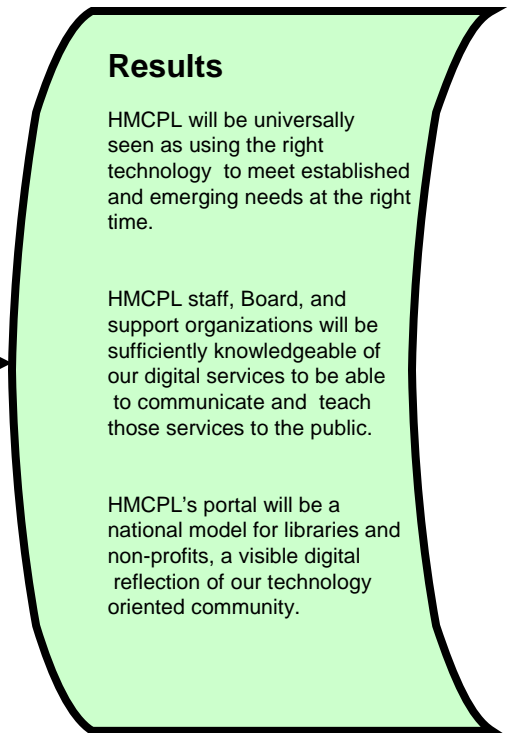 Results
HMCPL will be universally
seen as using the right
technology to meet established
and emerging needs at the right
time.
HMCPL staff, Board, and
support organizations will be
sufficiently knowledgeable of
our digital services to be able
to communicate and teach
those services to the public.
HMCPL's portal will be a
national model for libraries and
non-profits, a visible digital
reflection of our technology
oriented community.